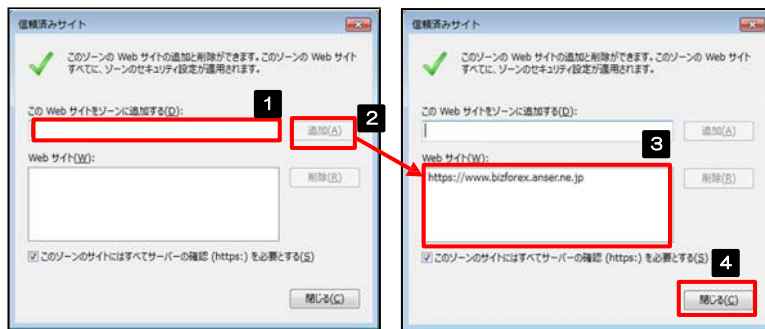 信頼済みサイト
このゾーンの Web サイトの追加と削除ができます。このゾーンの Web サイト
すべてに、ゾーンのセキュリティ設定が適用されます。
1
この Web サイトをゾーンに追加する(D):
追加(A)
2
Web サイト(W):
削除(R)
このゾーンのサイトにはすべてサーバーの確認 (https:) を必要とする(S)
閉じる(C)
信頼済みサイト
このゾーンの Web サイトの追加と削除ができます。このゾーンの Web サイト
すべてに、ゾーンのセキュリティ設定が適用されます。
この Web サイトをゾーンに追加する(D):
追加(A)
3
Web サイト(W):
https://www.bizforex.anser.ne.jp
削除(R)
このゾーンのサイトにはすべてサーバーの確認 (https:) を必要とする(S)
4
閉じる(C)